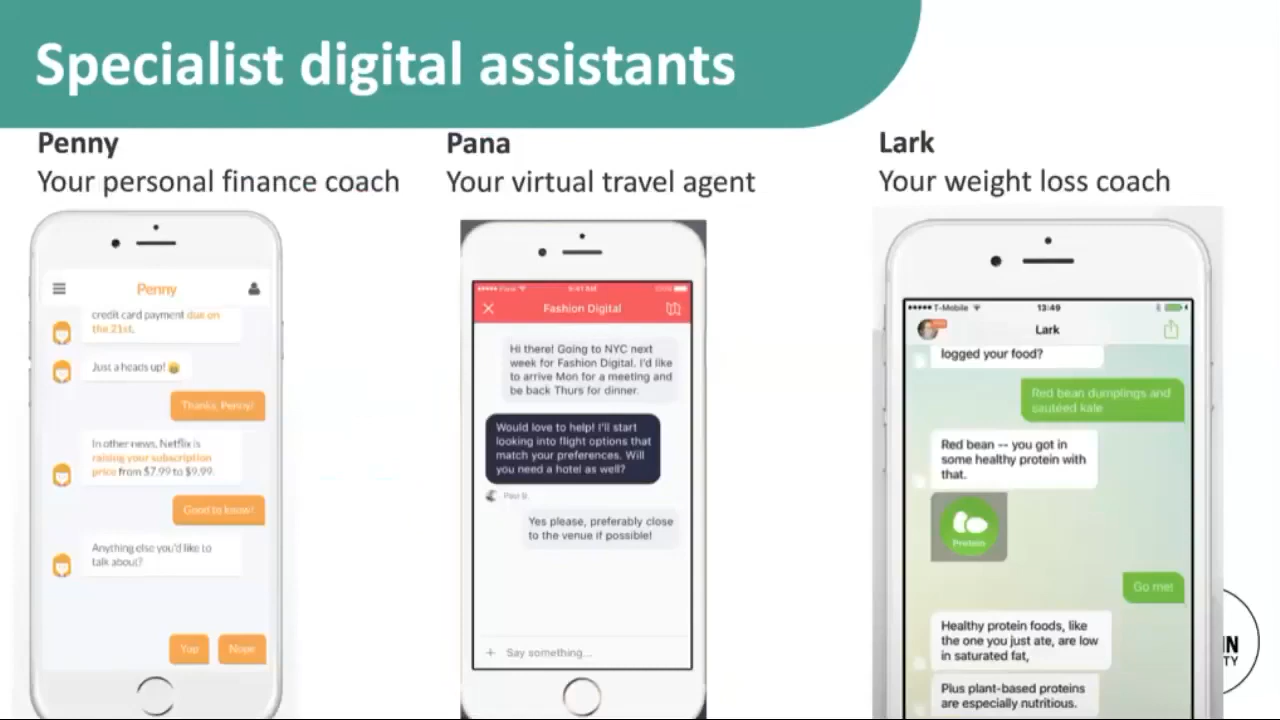 Specialist digital assistants
Penny
Your personal finance coach
Penny
credit card payment due on
the 21st.
Just a heads up!
Thanks, Penny!
In other news, Netflix is
raising your subscription
price from $7.99 to $9.99.
Good to know!
Anything else you'd like to
talk about?
Yup
Nope
Pana
Your virtual travel agent
9:41 AM
Fashion Digital
Hi there! Going to NYC next
week for Fashion Digital. I'd like
to arrive Mon for a meeting and
be back Thurs for dinner.
Would love to help! I'll start
looking into flight options that
match your preferences. Will
you need a hotel as well?
Yes please, preferably close
to the venue if possible!
+ Say something...
Lark
Your weight loss coach
T-Mobile
13:49
Lark
logged your food?
Red bean dumplings and
sautéed kale
Red bean -- you got in
some healthy protein with
that.
Protein
Go me!
Healthy protein foods, like
the one you just ate, are low
in saturated fat,
Plus plant-based proteins
are especially nutritious.
IN
TY